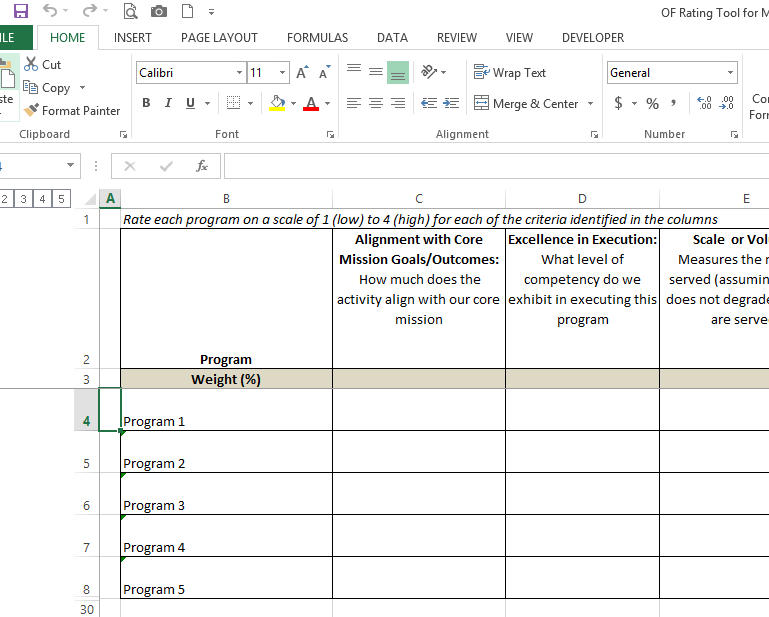 OF Rating Tool for M
ILE HOME INSERT PAGE LAYOUT FORMULAS DATA REVIEW VIEW DEVELOPER
Cut
Copy
Format Painter
Clipboard
Calibri 11
B I U
Font
Wrap Text
Merge & Center
Alignment
General
$ % ,
Number
Co
Forr
fx
2 3 4 5
A B C D E
1 Rate each program on a scale of 1 (low) to 4 (high) for each of the criteria identified in the columns
Alignment with Core
Mission Goals/Outcomes:
How much does the
activity align with our core
mission
Excellence in Execution:
What level of
competency do we
exhibit in executing this
program
Scale or Vol
Measures the r
served (assumin
does not degrade
are serve
2 Program
3 Weight (%)
4 Program 1
5 Program 2
6 Program 3
7 Program 4
8 Program 5
30